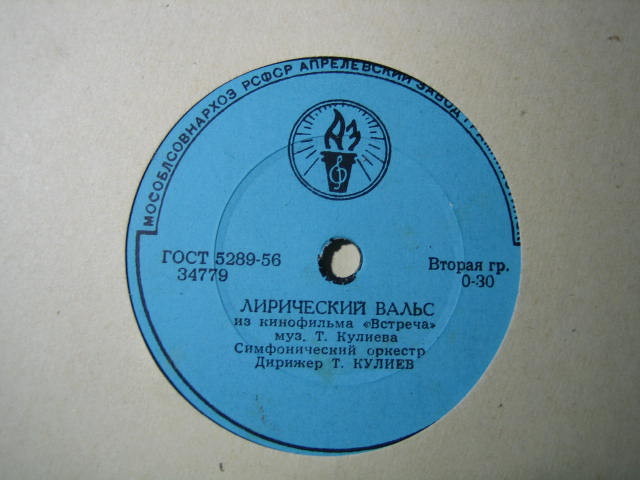 МОСОБЛСОВНАРХОЗ РСФСР АПРЕЛЕВСКИЙ ЗАВОД
АЗ
ГОСТ 5289-56
34779
Вторая гр.
0-30
ЛИРИЧЕСКИЙ ВАЛЬС
из кинофильма «Встреча»
муз. Т. Кулиева
Симфонический оркестр
Дирижер Т. КУЛИЕВ